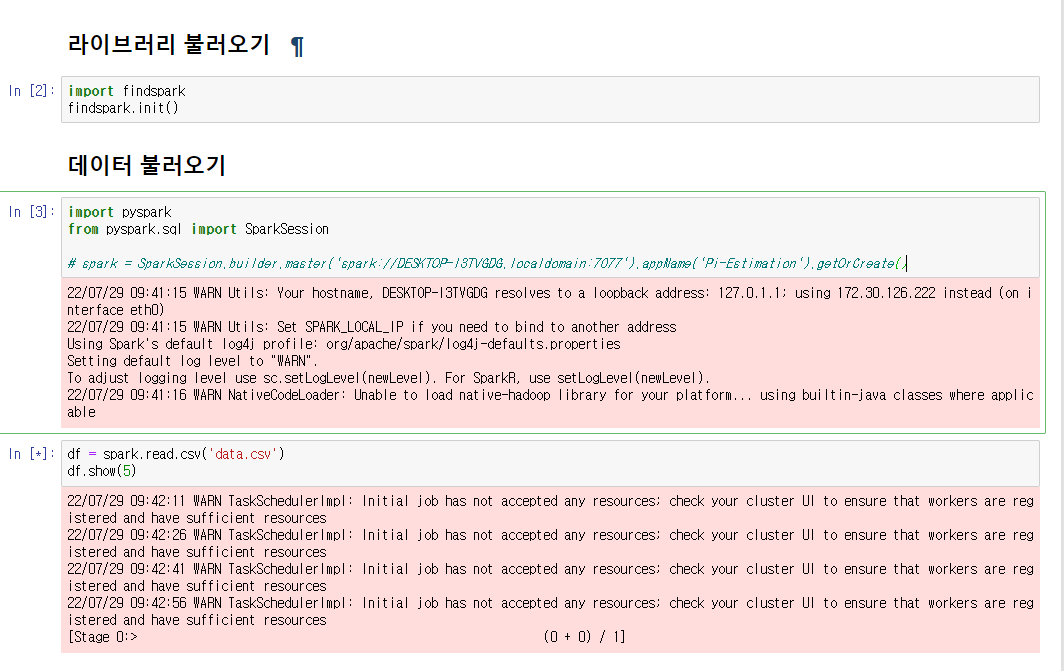 라이브러리 불러오기 ¶
In [2]: import findspark
findspark.init()
데이터 불러오기
In [3]: import pyspark
from pyspark.sql import SparkSession
# spark = SparkSession.builder.master('spark://DESKTOP-I3TVGDG.localdomain:7077').appName('Pi-Estimation').getOrCreate()
22/07/29 09:41:15 WARN Utils: Your hostname, DESKTOP-I3TVGDG resolves to a loopback address: 127.0.1.1; using 172.30.126.222 instead (on i
nterface eth0)
22/07/29 09:41:15 WARN Utils: Set SPARK_LOCAL_IP if you need to bind to another address
Using Spark's default log4j profile: org/apache/spark/log4j-defaults.properties
Setting default log level to "WARN".
To adjust logging level use sc.setLogLevel(newLevel). For SparkR, use setLogLevel(newLevel).
22/07/29 09:41:16 WARN NativeCodeLoader: Unable to load native-hadoop library for your platform... using builtin-java classes where applic
able
In [*]: df = spark.read.csv('data.csv')
df.show(5)
22/07/29 09:42:11 WARN TaskSchedulerImpl: Initial job has not accepted any resources; check your cluster UI to ensure that workers are reg
istered and have sufficient resources
22/07/29 09:42:26 WARN TaskSchedulerImpl: Initial job has not accepted any resources; check your cluster UI to ensure that workers are reg
istered and have sufficient resources
22/07/29 09:42:41 WARN TaskSchedulerImpl: Initial job has not accepted any resources; check your cluster UI to ensure that workers are reg
istered and have sufficient resources
22/07/29 09:42:56 WARN TaskSchedulerImpl: Initial job has not accepted any resources; check your cluster UI to ensure that workers are reg
istered and have sufficient resources
[Stage 0:> (0 + 0) / 1]